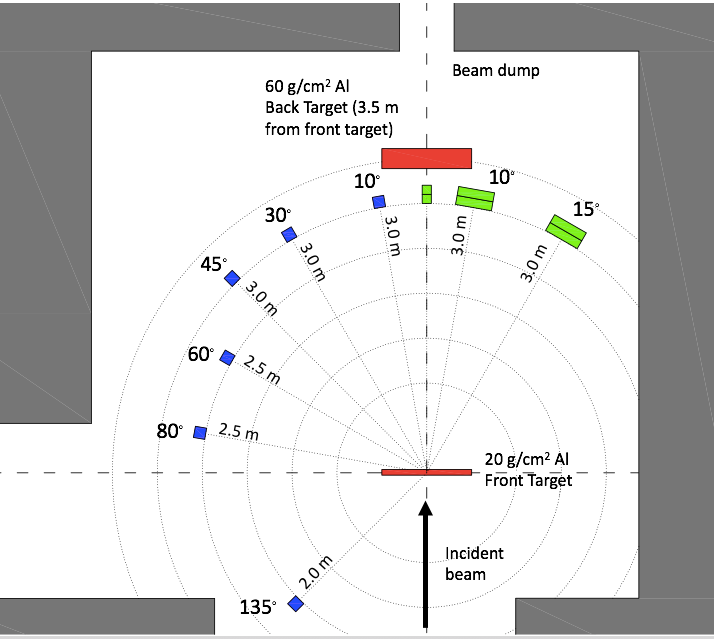 Beam dump
60 g/cm² Al
Back Target (3.5 m
from front target)
10°
10°
30°
15°
3.0 m
3.0 m
3.0 m
3.0 m
45°
3.0 m
60°
2.5 m
80°
2.5 m
20 g/cm² Al
Front Target
Incident
beam
2.0 m
135°